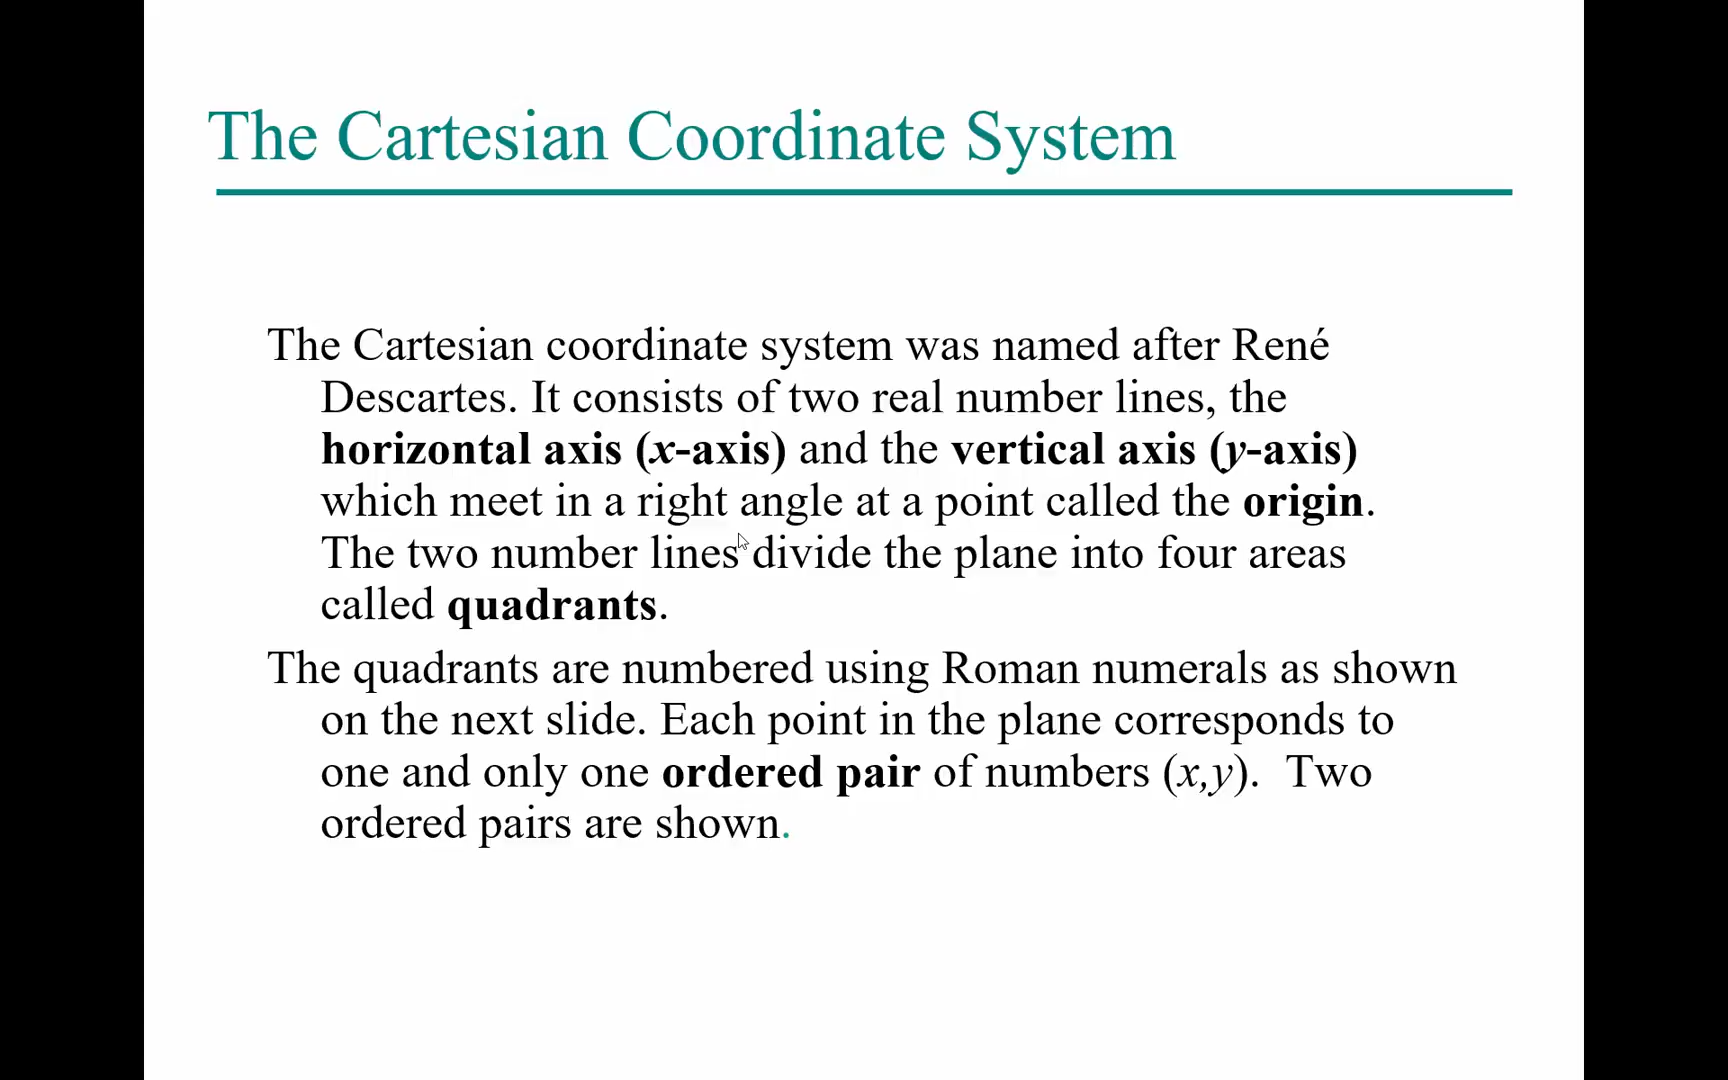 The Cartesian Coordinate System
The Cartesian coordinate system was named after René
Descartes. It consists of two real number lines, the
horizontal axis (x-axis) and the vertical axis (y-axis)
which meet in a right angle at a point called the origin.
The two number lines divide the plane into four areas
called quadrants.
The quadrants are numbered using Roman numerals as shown
on the next slide. Each point in the plane corresponds to
one and only one ordered pair of numbers (x,y).  Two
ordered pairs are shown.